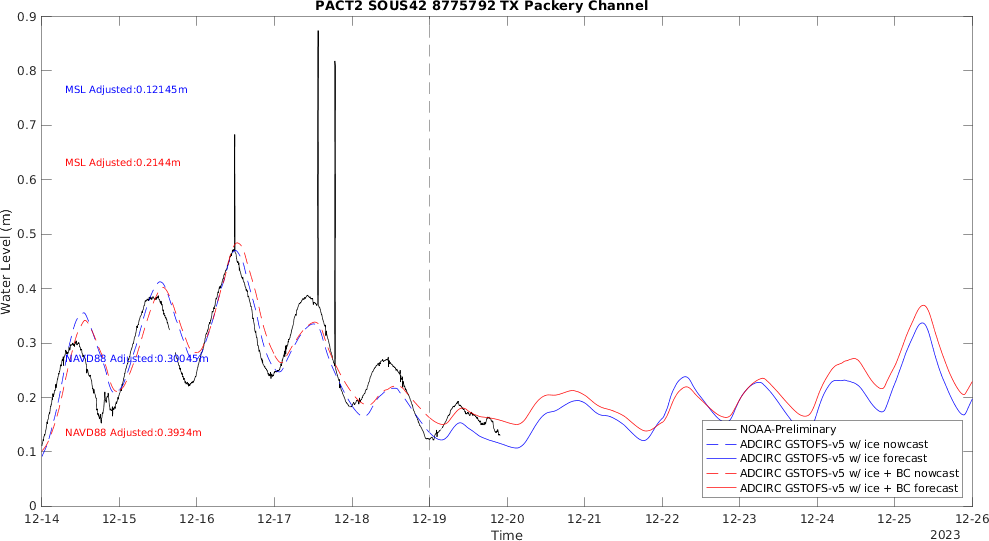 PACT2 SOUS42 8775792 TX Packery Channel
0.9
0.8
0.7
0.6
0.5
0.4
0.3
0.2
0.1
0
Water Level (m)
MSL Adjusted:0.12145m
MSL Adjusted:0.2144m
NAVD88 Adjusted:0.30045m
NAVD88 Adjusted:0.3934m
NOAA-Preliminary
ADCIRC GSTOFS-v5 w/ ice nowcast
ADCIRC GSTOFS-v5 w/ ice forecast
ADCIRC GSTOFS-v5 w/ ice + BC nowcast
ADCIRC GSTOFS-v5 w/ ice + BC forecast
12-14 12-15 12-16 12-17 12-18 12-19 12-20 12-21 12-22 12-23 12-24 12-25 12-26
Time
2023